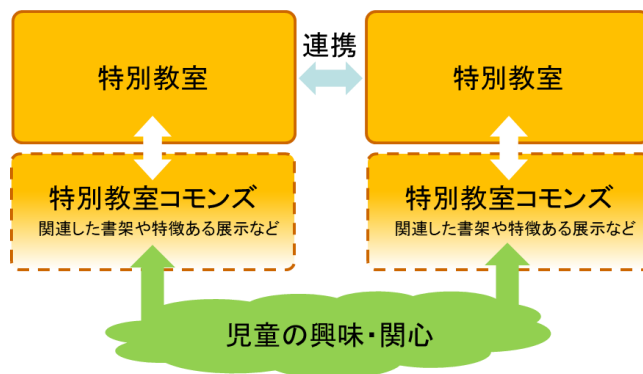 特別教室
連携
特別教室
特別教室コモンズ
関連した書架や特徴ある展示など
特別教室コモンズ
関連した書架や特徴ある展示など
児童の興味・関心